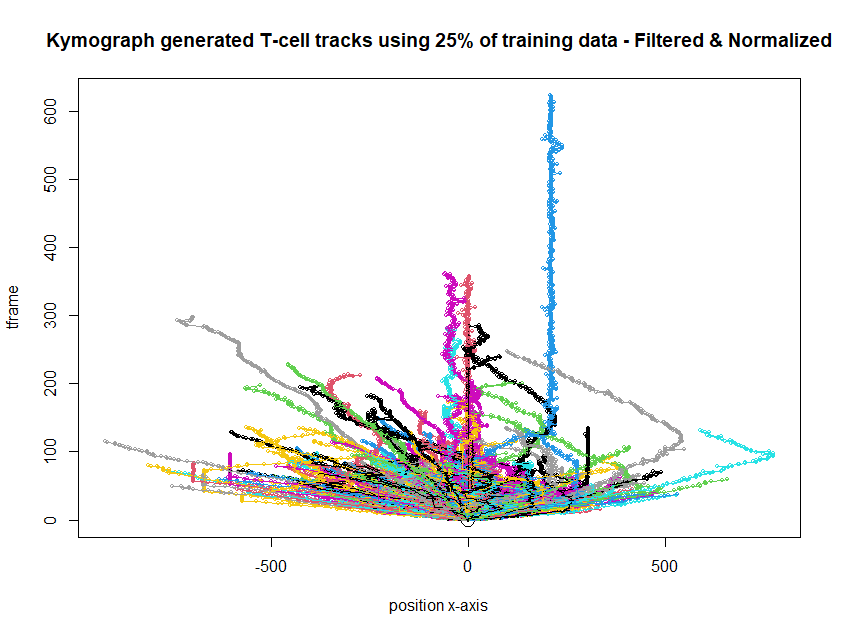 Kymograph generated T-cell tracks using 25% of training data - Filtered & Normalized
600
500
400
300
200
100
0
tframe
-500 0 500
position x-axis